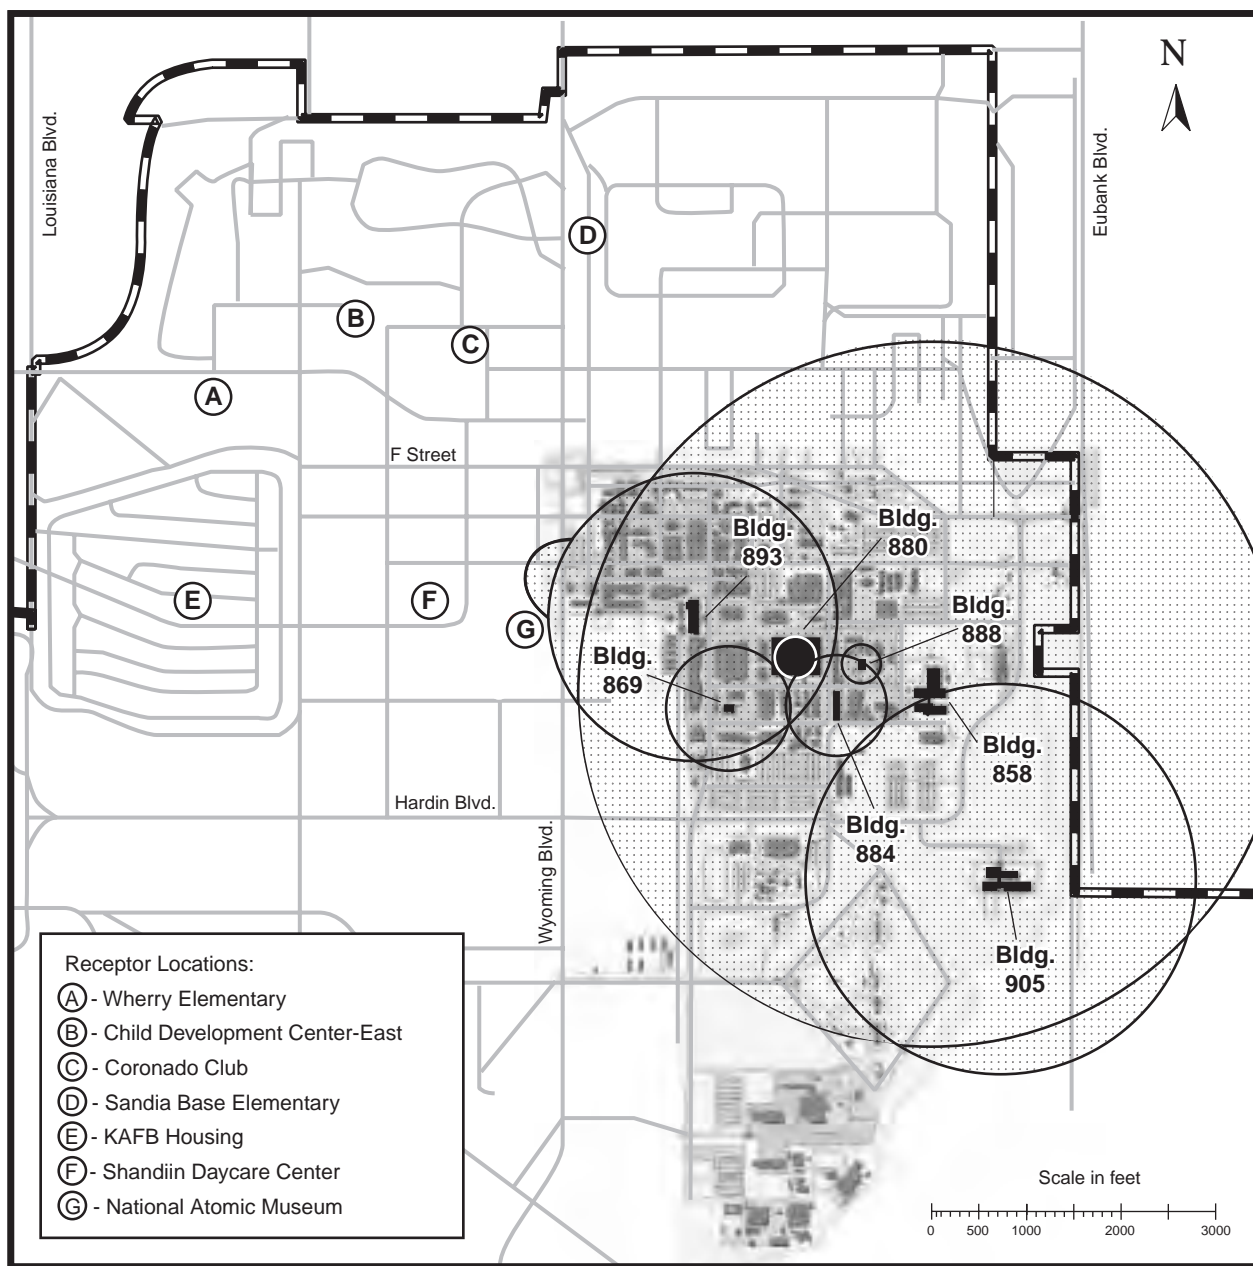 N
Louisiana Blvd.
Eubank Blvd.
D
B
C
A
F Street
Bldg.
893
Bldg.
880
E
F
G
Bldg.
888
Bldg.
869
Bldg.
858
Hardin Blvd.
Bldg.
884
Wyoming Blvd.
Bldg.
905
Receptor Locations:
A - Wherry Elementary
B - Child Development Center-East
C - Coronado Club
D - Sandia Base Elementary
E - KAFB Housing
F - Shandiin Daycare Center
G - National Atomic Museum
Scale in feet
0 500 1000 2000 3000